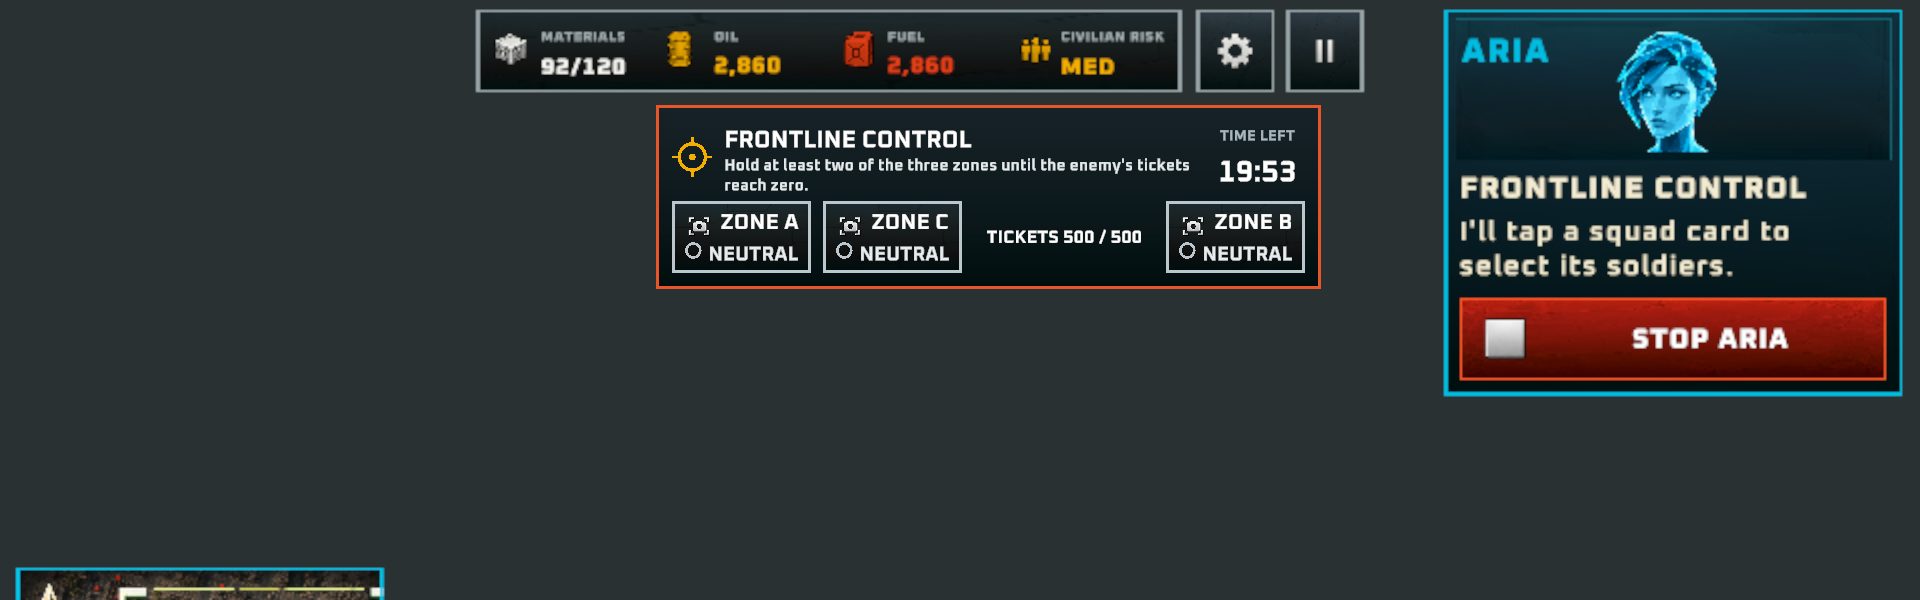 MATERIALS
92/120
OIL
2,860
FUEL
2,860
CIVILIAN RISK
MED
FRONTLINE CONTROL
Hold at least two of the three zones until the enemy's tickets
reach zero.
TIME LEFT
19:53
ZONE A
NEUTRAL
ZONE C
NEUTRAL
TICKETS 500 / 500
ZONE B
NEUTRAL
ARIA
FRONTLINE CONTROL
I'll tap a squad card to
select its soldiers.
STOP ARIA